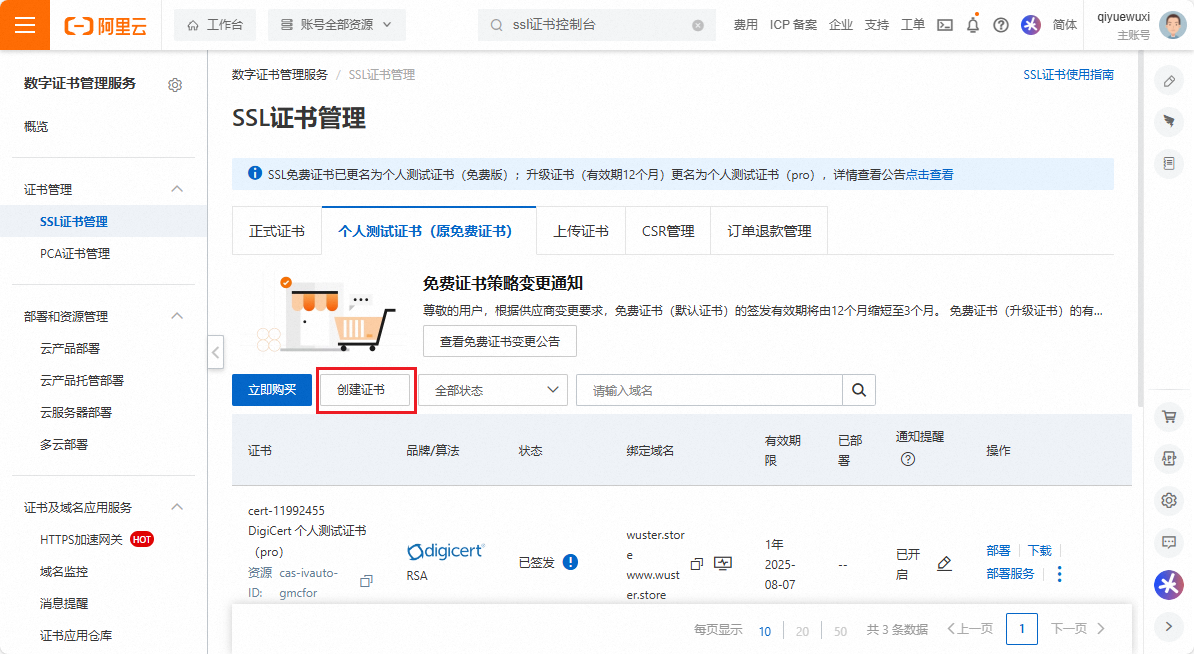 阿里云
工作台
账号全部资源
ssl证书控制台
费用
ICP 备案
企业
支持
工单
简体
qiyuewuxi
主账号
数字证书管理服务
概览
证书管理
SSL证书管理
PCA证书管理
部署和资源管理
云产品部署
云产品托管部署
云服务器部署
多云部署
证书及域名应用服务
HTTPS加速网关 HOT
域名监控
消息提醒
证书应用仓库
数字证书管理服务 / SSL证书管理
SSL证书使用指南
SSL证书管理
SSL免费证书已更名为个人测试证书（免费版）；升级证书（有效期12个月）更名为个人测试证书（pro），详情查看公告点击查看
正式证书
个人测试证书（原免费证书）
上传证书
CSR管理
订单退款管理
免费证书策略变更通知
尊敬的用户，根据供应商变更要求，免费证书（默认证书）的签发有效期将由12个月缩短至3个月。 免费证书（升级证书）的有...
查看免费证书变更公告
立即购买
创建证书
全部状态
请输入域名
证书
品牌/算法
状态
绑定域名
有效期
限
已部
署
通知提醒
操作
cert-11992455
DigiCert 个人测试证书
（pro）
资源 cas-ivauto-
ID: gmcfor
digicert
RSA
已签发
wuster.stor
e
www.wust
er.store
1年
2025-
08-07
--
已开
启
部署
下载
部署服务
每页显示
10
20
50
共 3 条数据
上一页
1
下一页
APP